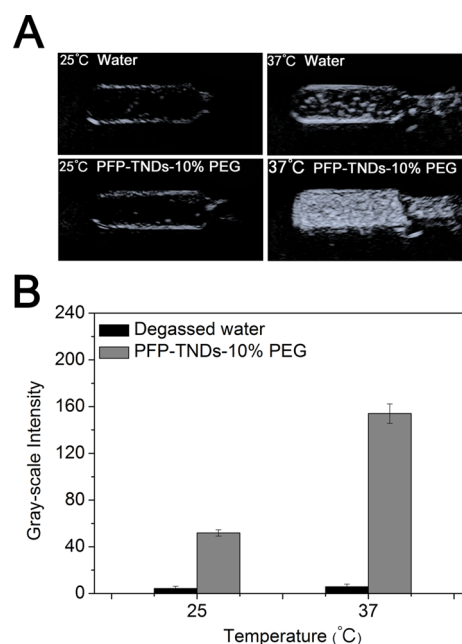 A
25°C Water
37°C Water
25°C PFP-TNDs-10% PEG
37°C PFP-TNDs-10% PEG
B
Degassed water
PFP-TNDs-10% PEG
240
200
160
120
80
40
0
Gray-scale Intensity
25
37
Temperature (°C)